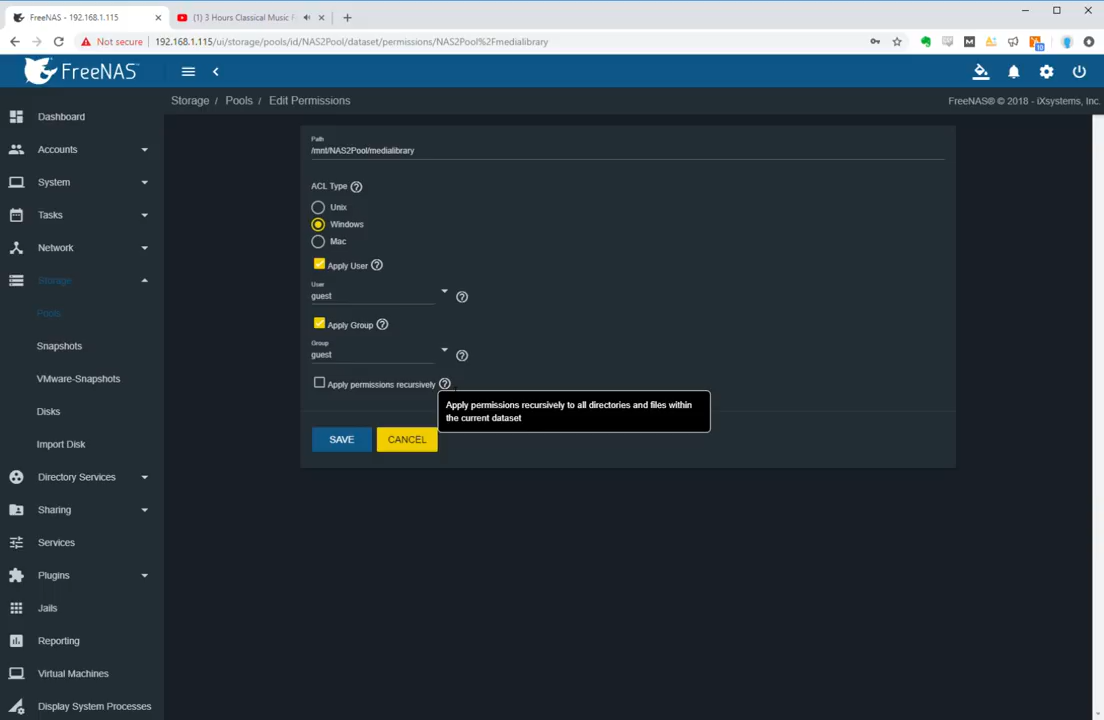 FreeNAS - 192.168.1.115
(1) 3 Hours Classical Music F
Not secure 192.168.1.115/ui/storage/pools/id/NAS2Pool/dataset/permissions/NAS2Pool%2Fmedialibrary
10
FreeNAS™
Storage / Pools / Edit Permissions
FreeNAS® © 2018 - iXsystems, Inc.
Dashboard
Accounts
System
Tasks
Network
Storage
Pools
Snapshots
VMware-Snapshots
Disks
Import Disk
Directory Services
Sharing
Services
Plugins
Jails
Reporting
Virtual Machines
Display System Processes
Path
/mnt/NAS2Pool/medialibrary
ACL Type
Unix
Windows
Mac
Apply User
User
guest
Apply Group
Group
guest
Apply permissions recursively
Apply permissions recursively to all directories and files within
the current dataset
SAVE CANCEL